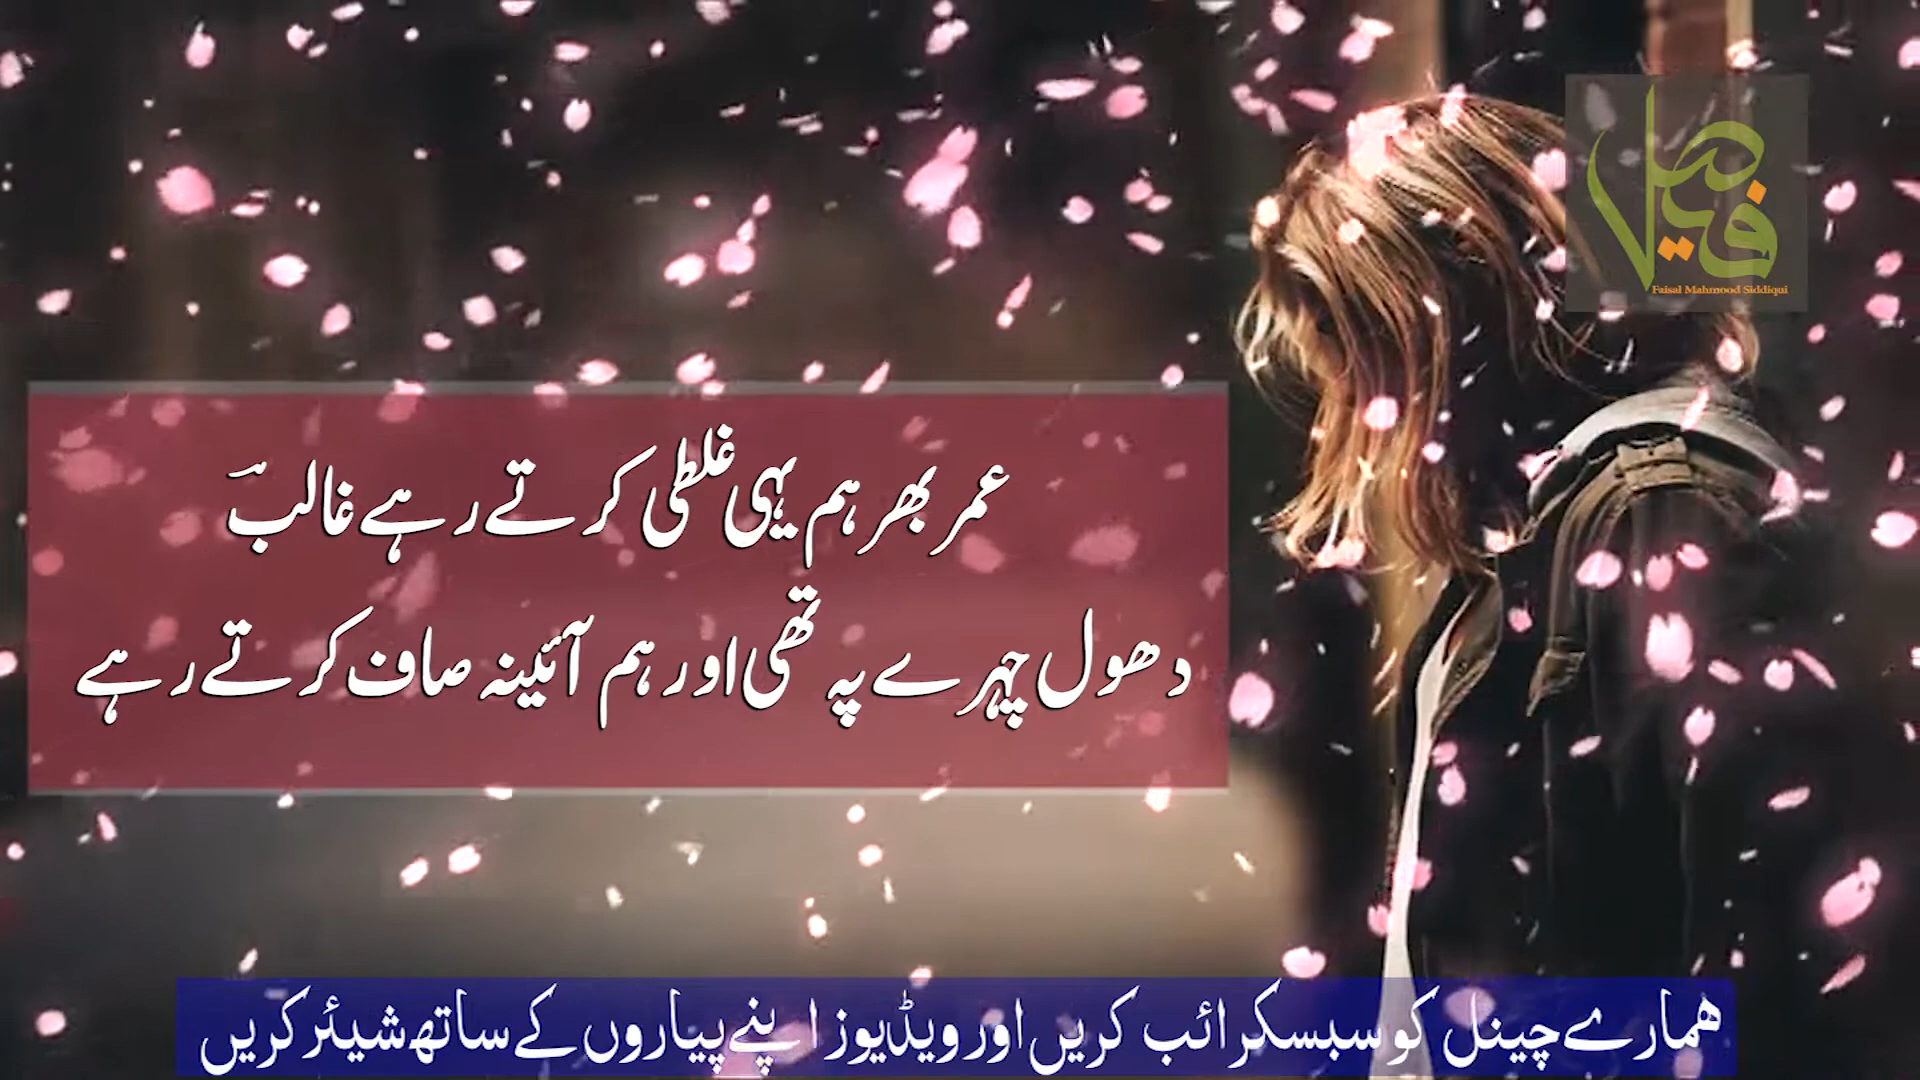 فیصل
Faisal Mahmood Siddiqui
عمر بھر ہم یہی غلطی کرتے رہے غالبؔ
دھول چہرے پہ تھی اور ہم آئینہ صاف کرتے رہے
ہمارے چینل کو سبسکرائب کریں اور ویڈیوز اپنے پیاروں کے ساتھ شیئر کریں